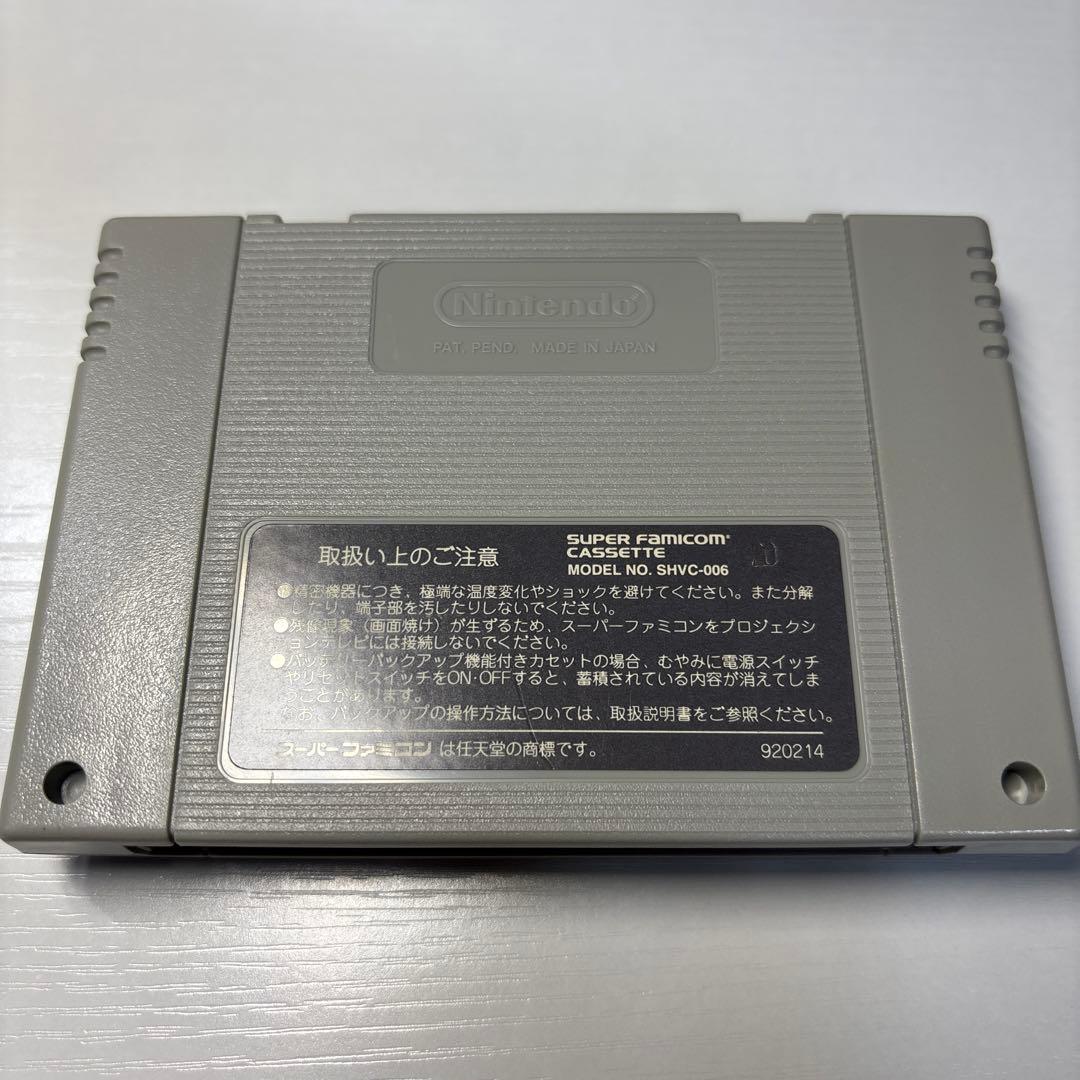 Nintendo
PAT. PEND. MADE IN JAPAN
取扱い上のご注意
SUPER FAMICOM
CASSETTE
MODEL NO. SHVC-006
●精密機器につき、極端な温度変化やショックを避けてください。また分解
したり、端子部を汚したりしないでください。
●残像現象（画面焼け）が生ずるため、スーパーファミコンをプロジェクシ
ョンテレビには接続しないでください。
●バッテリーバックアップ機能付きカセットの場合、むやみに電源スイッチ
やリセットスイッチをON・OFFすると、蓄積されている内容が消えてしま
うことがあります。
なお、バックアップの操作方法については、取扱説明書をご参照ください。
スーパーファミコンは任天堂の商標です。
920214